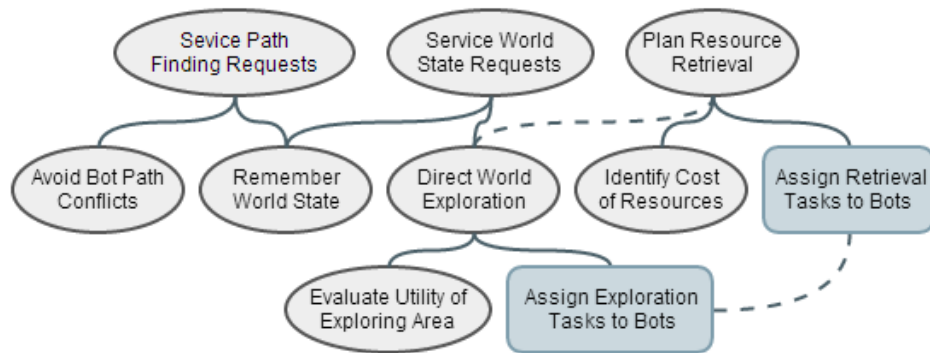 Sevice Path
Finding Requests
Service World
State Requests
Plan Resource
Retrieval
Avoid Bot Path
Conflicts
Remember
World State
Direct World
Exploration
Identify Cost
of Resources
Assign Retrieval
Tasks to Bots
Evaluate Utility of
Exploring Area
Assign Exploration
Tasks to Bots